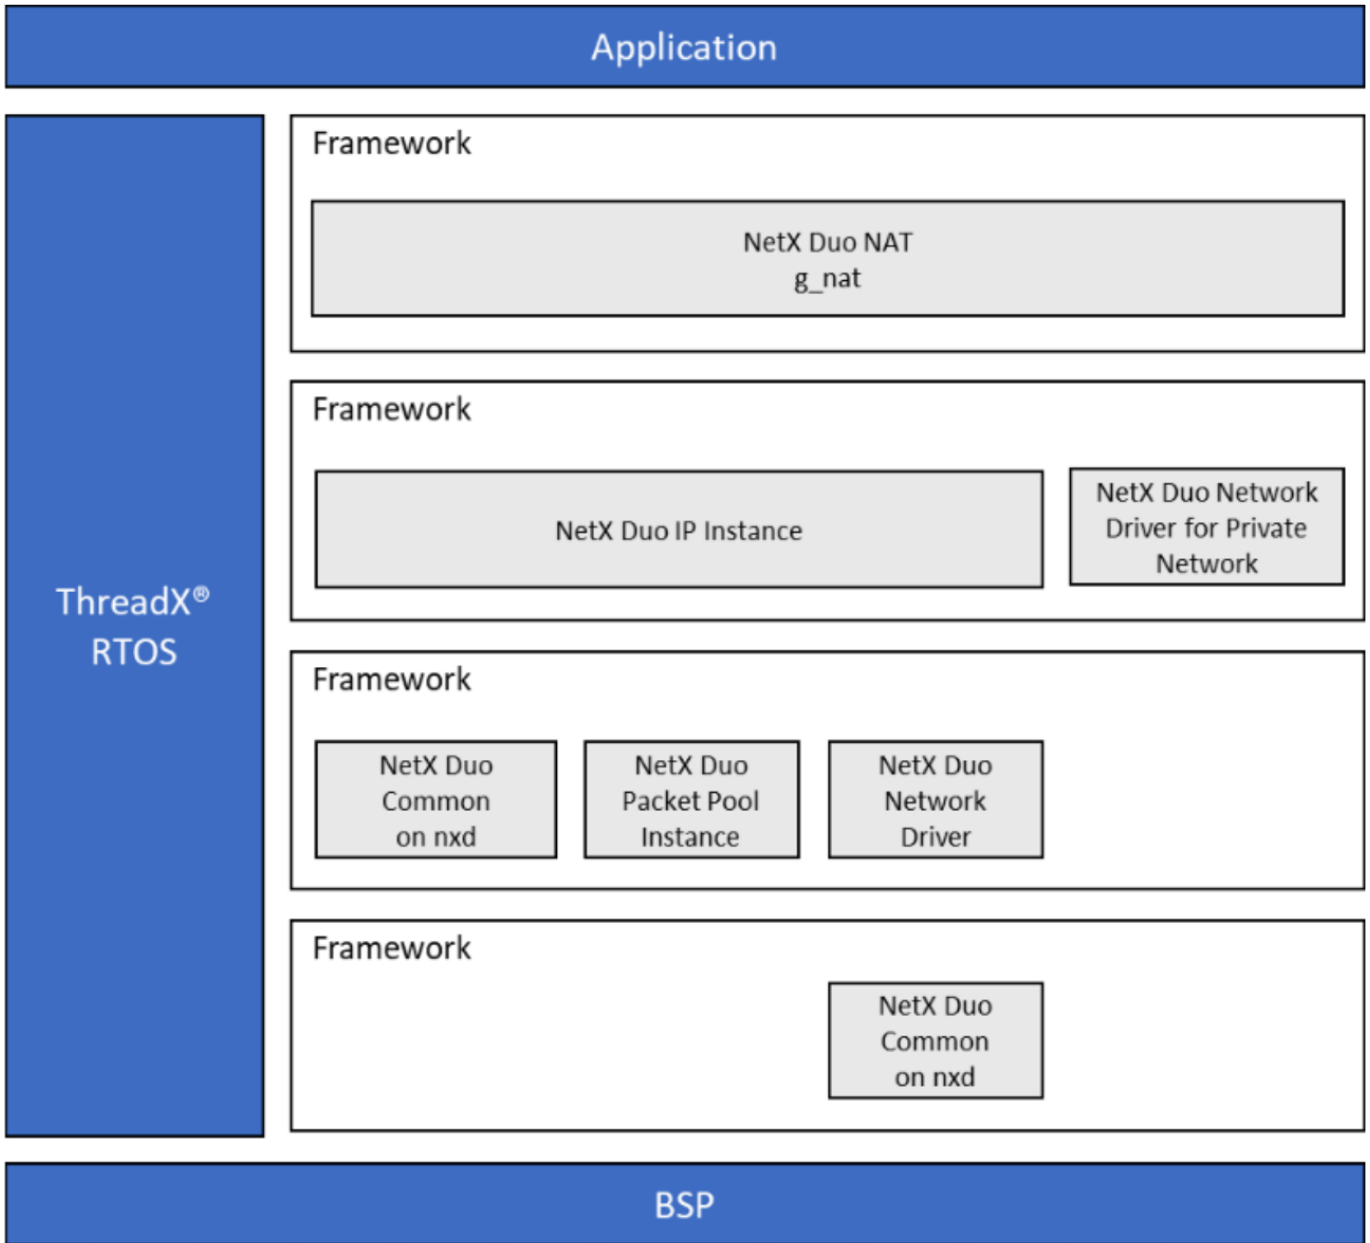 Application
ThreadX®
RTOS
Framework
NetX Duo NAT
g_nat
Framework
NetX Duo IP Instance
NetX Duo Network
Driver for Private
Network
Framework
NetX Duo
Common
on nxd
NetX Duo
Packet Pool
Instance
NetX Duo
Network
Driver
Framework
NetX Duo
Common
on nxd
BSP